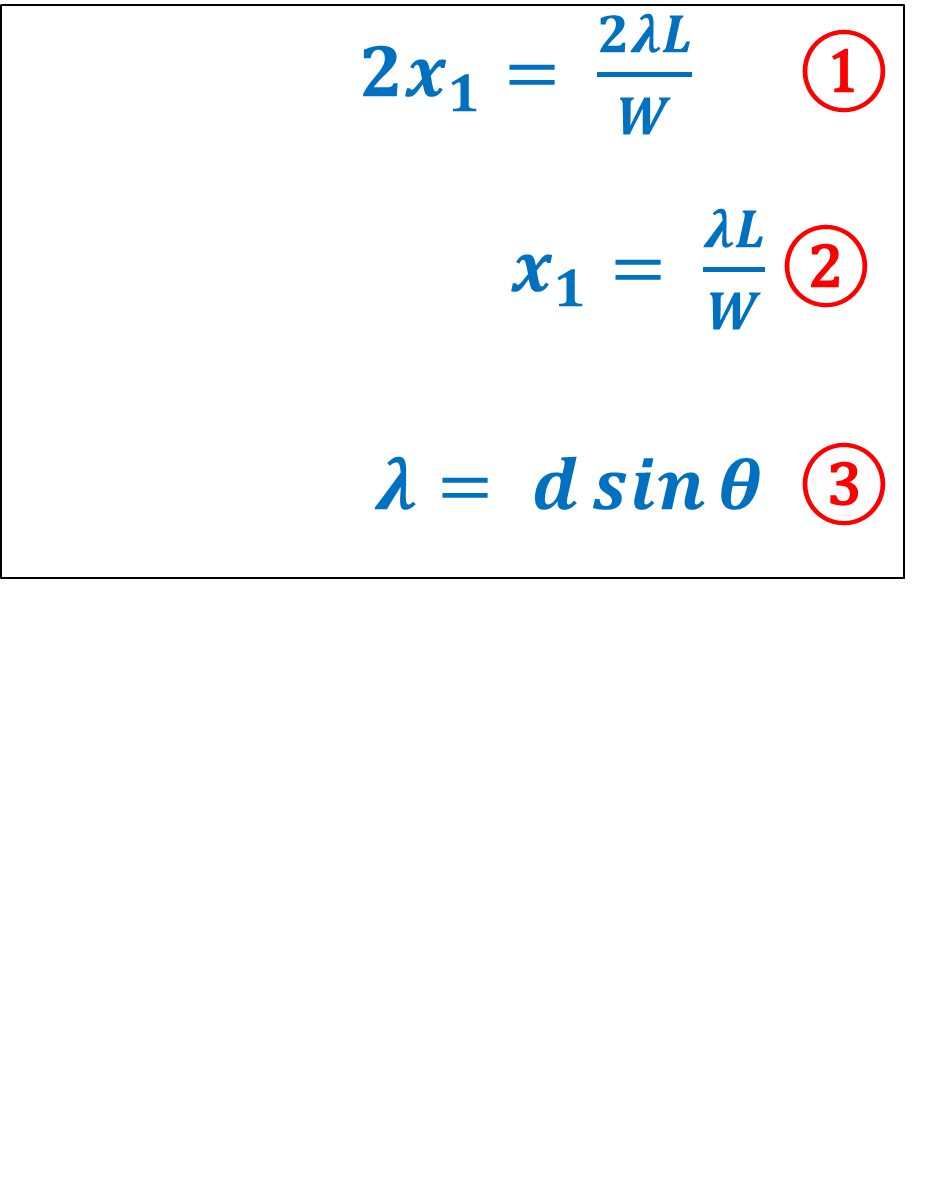 2x₁ = 2λL/W ①
x₁ = λL/W ②
λ = d sin θ ③